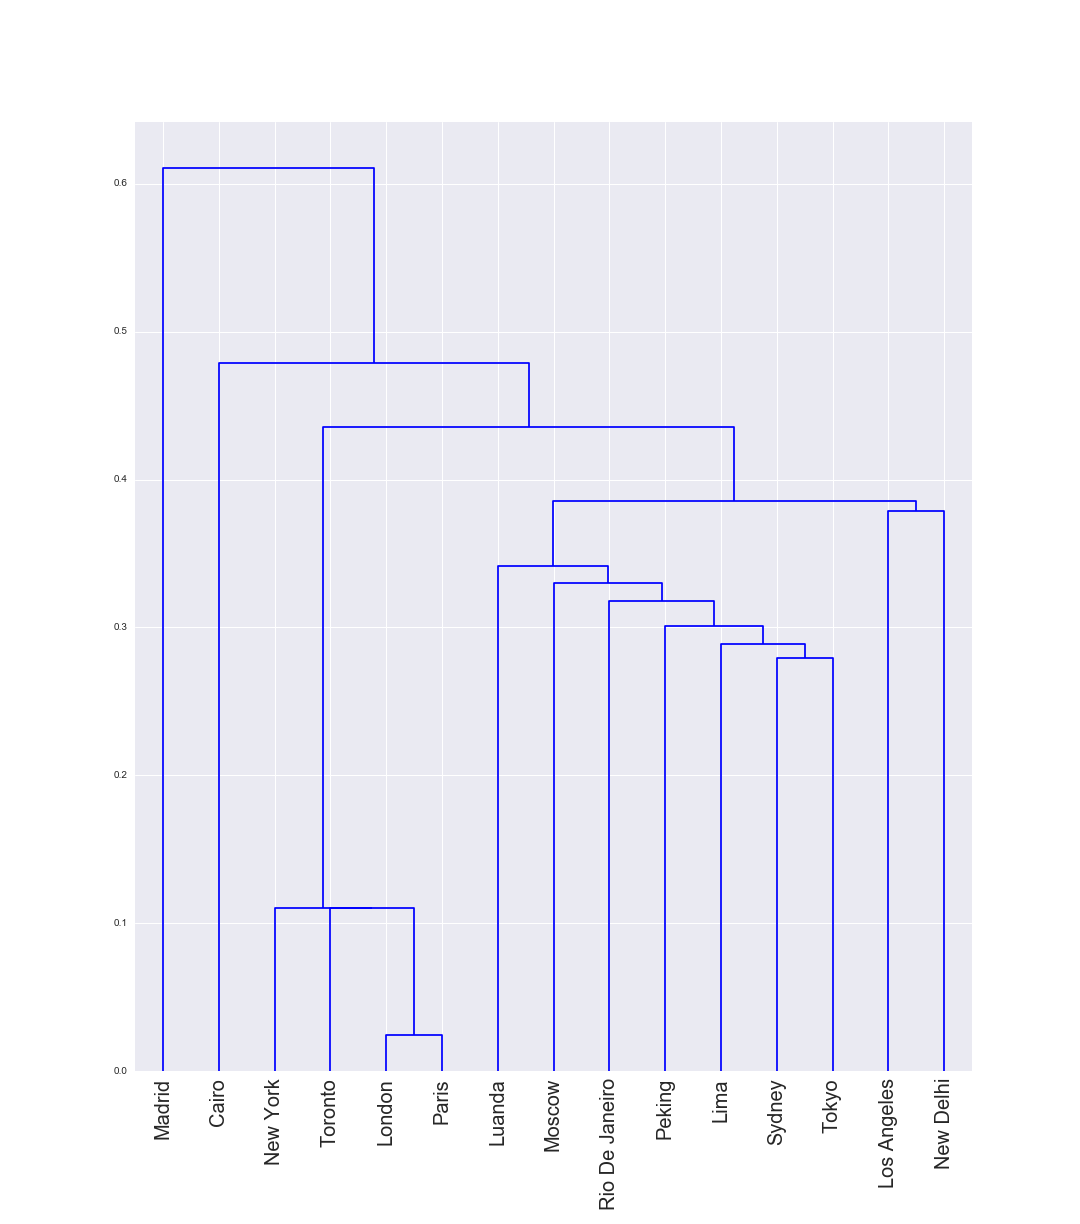 0.6
0.5
0.4
0.3
0.2
0.1
0.0
Madrid
Cairo
New York
Toronto
London
Paris
Luanda
Moscow
Rio De Janeiro
Peking
Lima
Sydney
Tokyo
Los Angeles
New Delhi